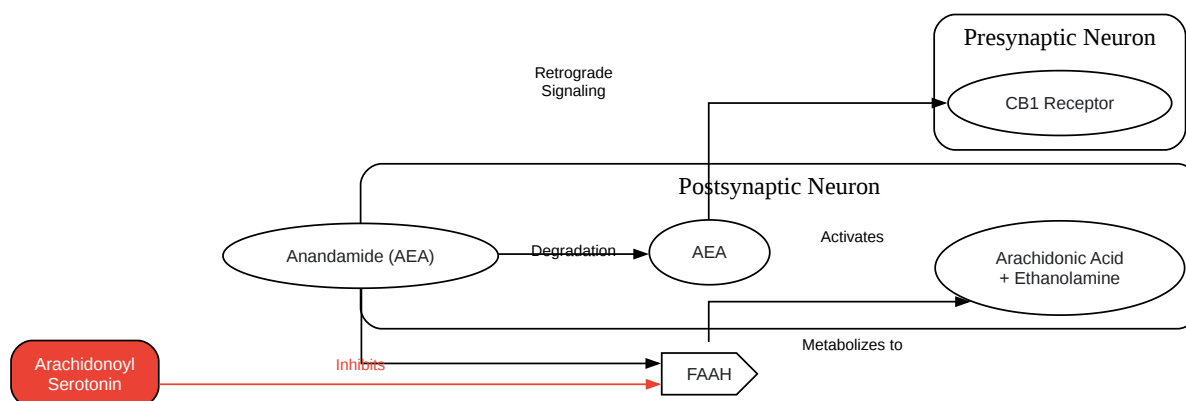 Presynaptic Neuron
Retrograde
Signaling
CB1 Receptor
Postsynaptic Neuron
Anandamide (AEA)
Degradation
AEA
Activates
Arachidonic Acid
+ Ethanolamine
Metabolizes to
Arachidonoyl
Serotonin
Inhibits
FAAH